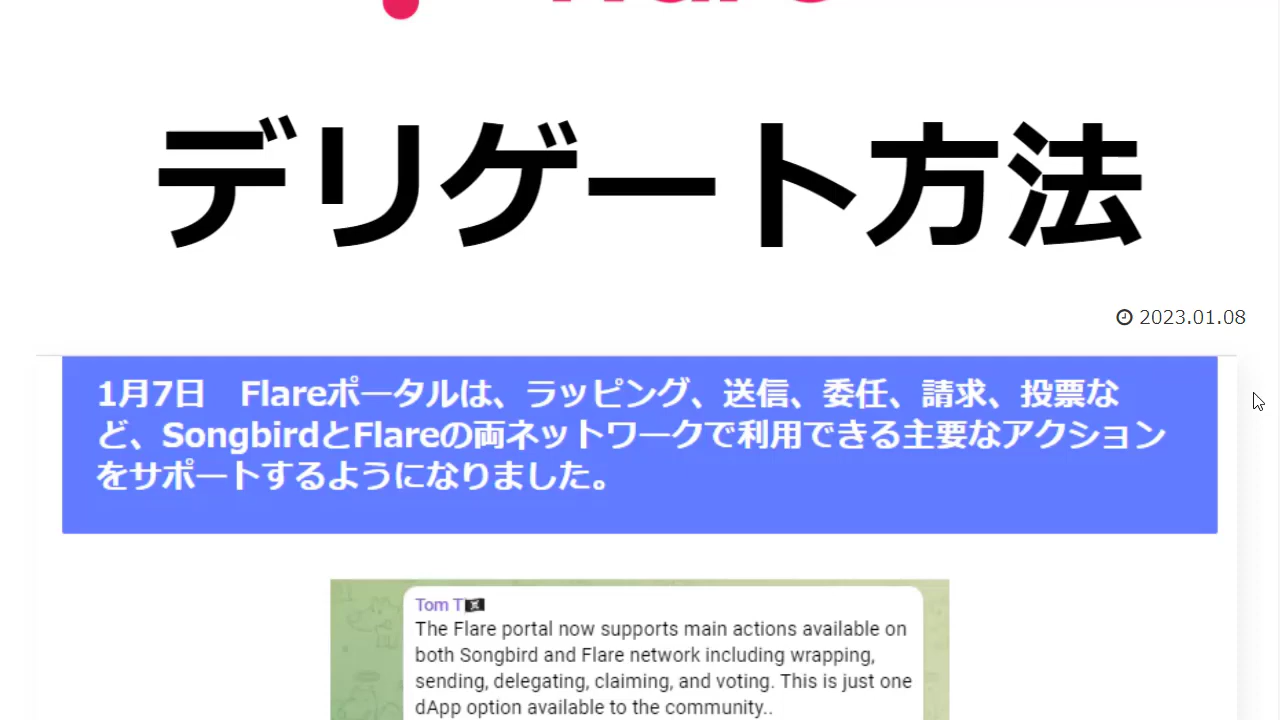 デリゲート方法
2023.01.08
1月7日　Flareポータルは、ラッピング、送信、委任、請求、投票な
ど、SongbirdとFlareの両ネットワークで利用できる主要なアクション
をサポートするようになりました。
Tom T
The Flare portal now supports main actions available on
both Songbird and Flare network including wrapping,
sending, delegating, claiming, and voting. This is just one
dApp option available to the community..